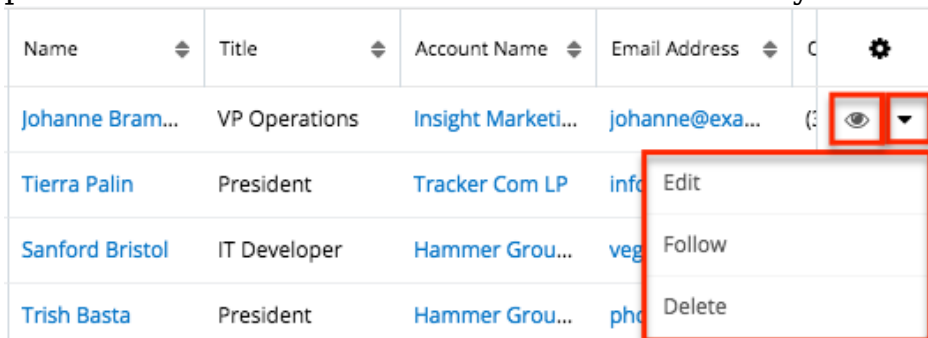 Name Title Account Name Email Address
Johanne Bram... VP Operations Insight Marketi... johanne@exa...
Tierra Palin President Tracker Com LP Edit
Sanford Bristol IT Developer Hammer Grou... Follow
Trish Basta President Hammer Grou... Delete